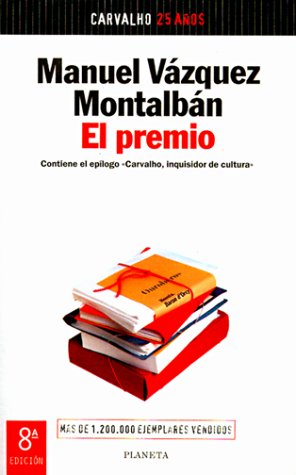 CARVALHO 25 AÑOS
Manuel Vázquez
Montalbán
El premio
Contiene el epílogo «Carvalho, inquisidor de cultura»
8ª
EDICIÓN
MÁS DE 1.200.000 EJEMPLARES VENDIDOS
PLANETA